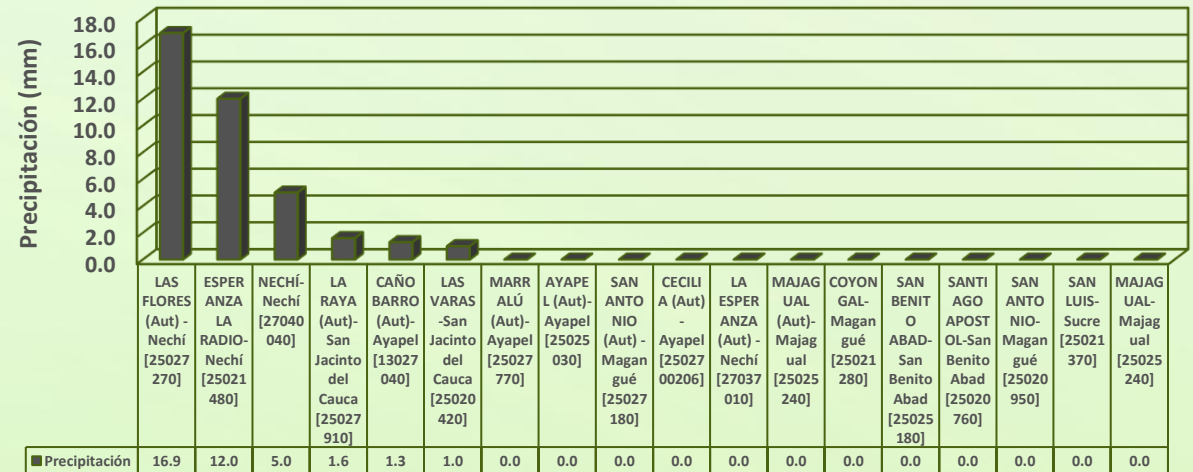 Precipitación (mm)
18.0
16.0
14.0
12.0
10.0
8.0
6.0
4.0
2.0
0.0
LAS
FLORES
(Aut) -
Nechí
[25027
270]
ESPER
ANZA
LA
RADIO-
Nechí
[25021
480]
NECHÍ-
Nechí
[27040
040]
LA
RAYA
(Aut)-
San
Jacinto
del
Cauca
[25027
910]
CAÑO
BARRO
(Aut)-
Ayapel
[13027
040]
LAS
VARAS
-San
Jacinto
del
Cauca
[25020
420]
MARR
ALÚ
(Aut)-
Ayapel
[25027
770]
AYAPE
L (Aut)-
Ayapel
[25025
030]
SAN
ANTO
NIO
(Aut) -
Magan
gué
[25027
180]
CECILI
A (Aut)
-
Ayapel
[25027
00206]
LA
ESPER
ANZA
(Aut) -
Nechí
[27037
010]
MAJAG
UAL
(Aut)-
Majag
ual
[25025
240]
COYON
GAL-
Magan
gué
[25021
280]
SAN
BENIT
O
ABAD-
San
Benito
Abad
[25025
180]
SANTI
AGO
APOST
OL-San
Benito
Abad
[25020
760]
SAN
ANTO
NIO-
Magan
gué
[25020
950]
SAN
LUIS-
Sucre
[25021
370]
MAJAG
UAL-
Majag
ual
[25025
240]
Precipitación 16.9 12.0 5.0 1.6 1.3 1.0 0.0 0.0 0.0 0.0 0.0 0.0 0.0 0.0 0.0 0.0 0.0 0.0